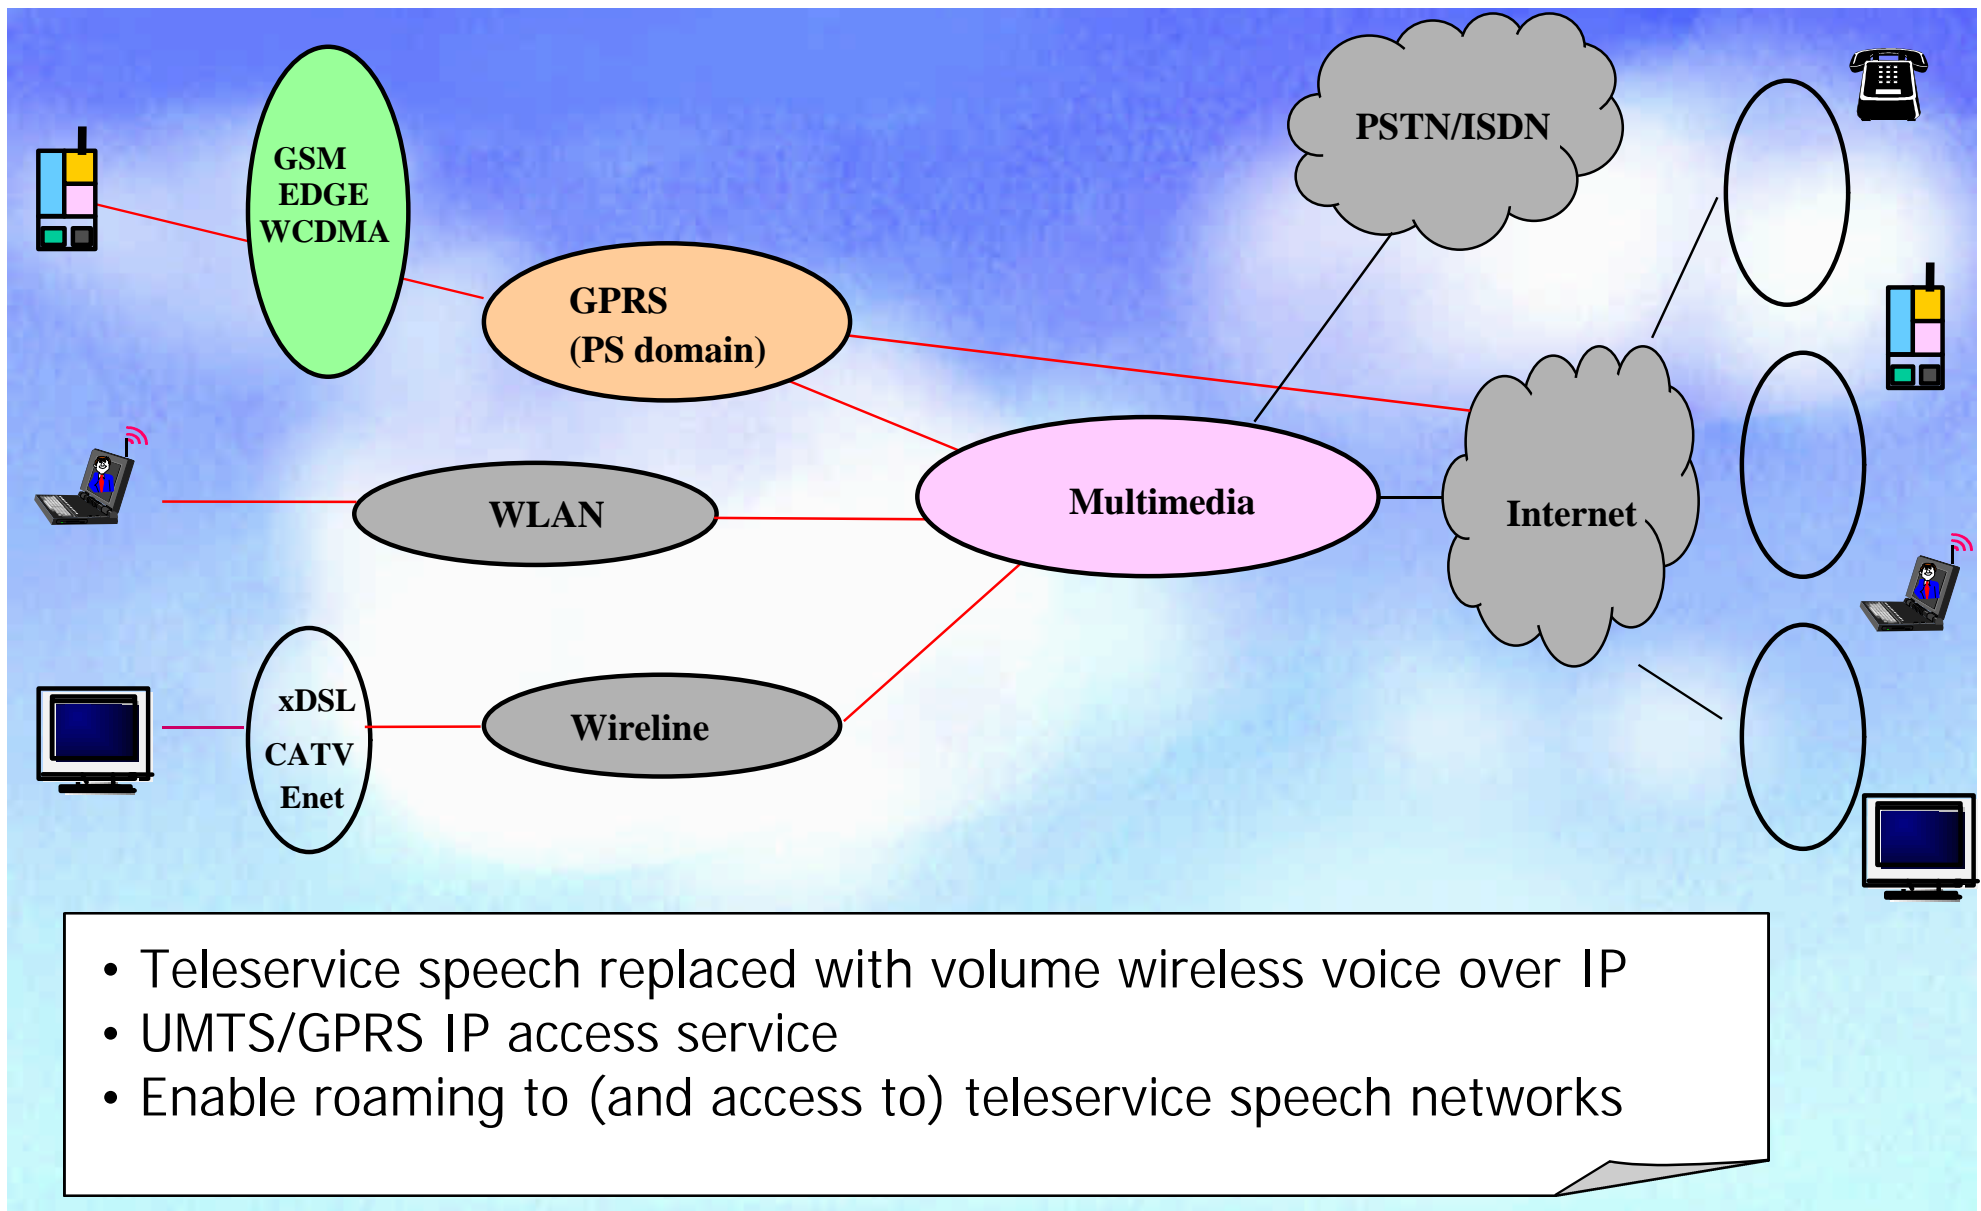 PSTN/ISDN
GSM
EDGE
WCDMA
GPRS
(PS domain)
WLAN
Multimedia
Internet
xDSL
CATV
Enet
Wireline
• Teleservice speech replaced with volume wireless voice over IP
• UMTS/GPRS IP access service
• Enable roaming to (and access to) teleservice speech networks